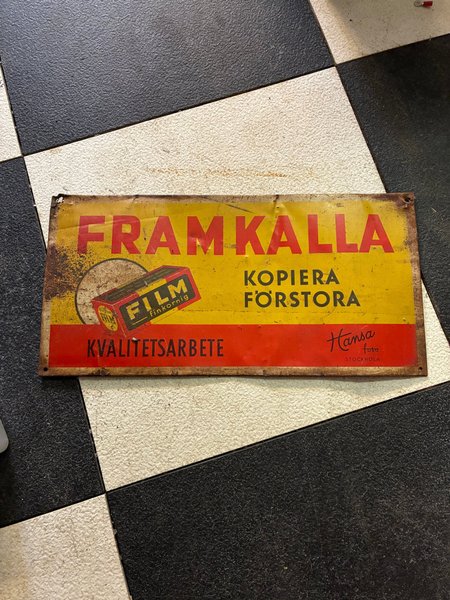 FRAMKALLA
KOPIERA
FÖRSTORA
FILM
finkornig
KVALITETSARBETE
Hansa
foto
STOCKHOLM